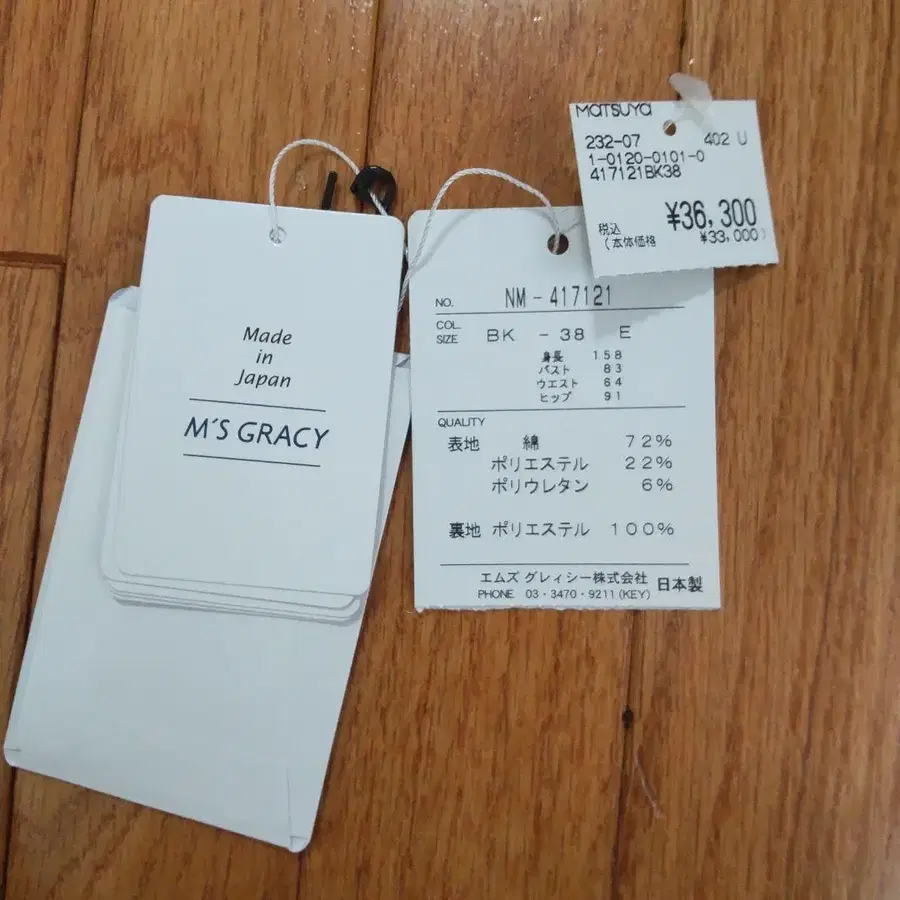 Made
in
Japan
M'S GRACY
MATSUYA
232-07 402 U
1-0120-0101-0
417121BK38
¥36,300
税込
(本体価格 ¥33,000)
NO. NM-417121
COL.
SIZE BK - 38 E
身長 158
バスト 83
ウエスト 64
ヒップ 91
QUALITY
表地 綿 72%
ポリエステル 22%
ポリウレタン 6%
裏地 ポリエステル 100%
エムズ グレィシー株式会社 日本製
PHONE 03・3470・9211(KEY)